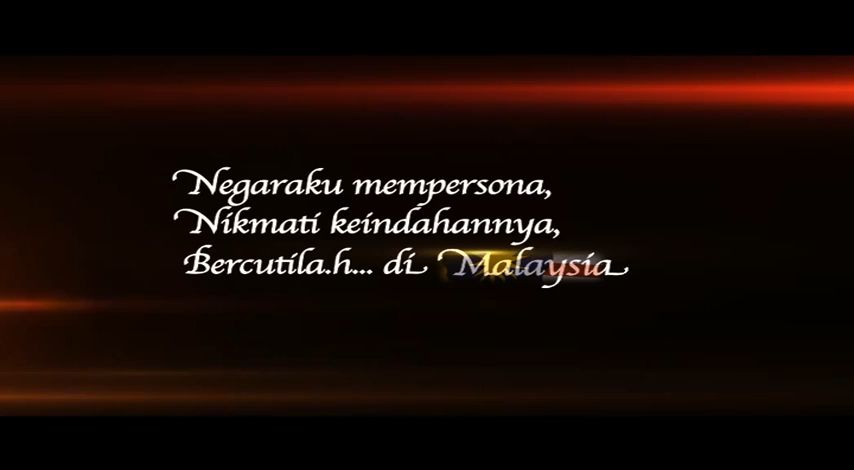 Negaraku mempersona,
Nikmati keindahannya,
Bercutila.h... di Malaysia